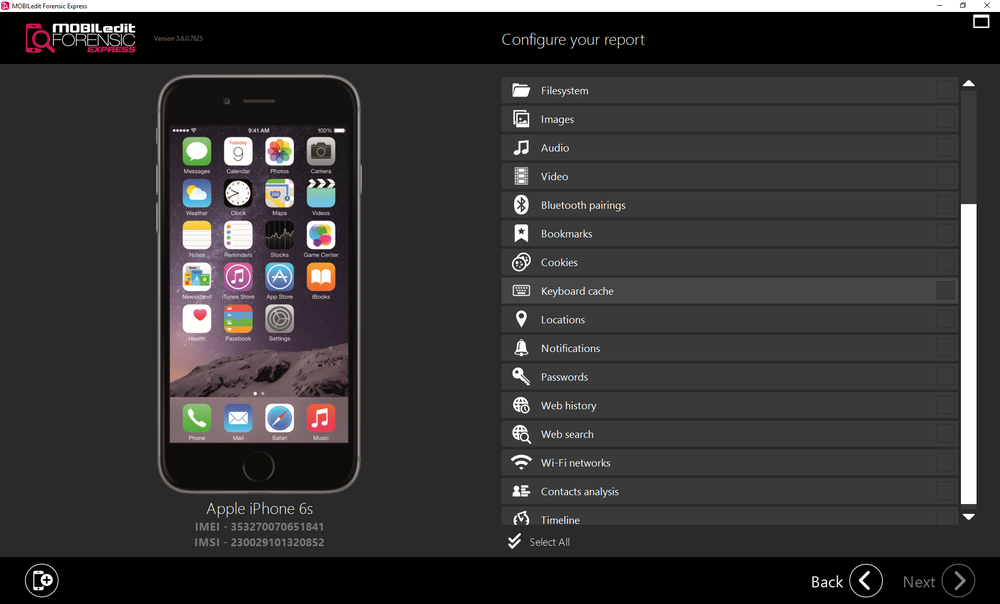 MOBILedit Forensic Express
MOBILedit
FORENSIC
EXPRESS
Version 3.6.0.7625
Configure your report
9:41 AM
100%
Tuesday
9
Messages
Calendar
Photos
Camera
Weather
Clock
Maps
Videos
Notes
Reminders
Stocks
Game Center
Newsstand
iTunes Store
App Store
iBooks
Health
Passbook
Settings
Phone
Mail
Safari
Music
Apple iPhone 6s
IMEI - 353270070651841
IMSI - 230029101320852
Filesystem
Images
Audio
Video
Bluetooth pairings
Bookmarks
Cookies
Keyboard cache
Locations
Notifications
Passwords
Web history
Web search
Wi-Fi networks
Contacts analysis
Timeline
Select All
Back
Next